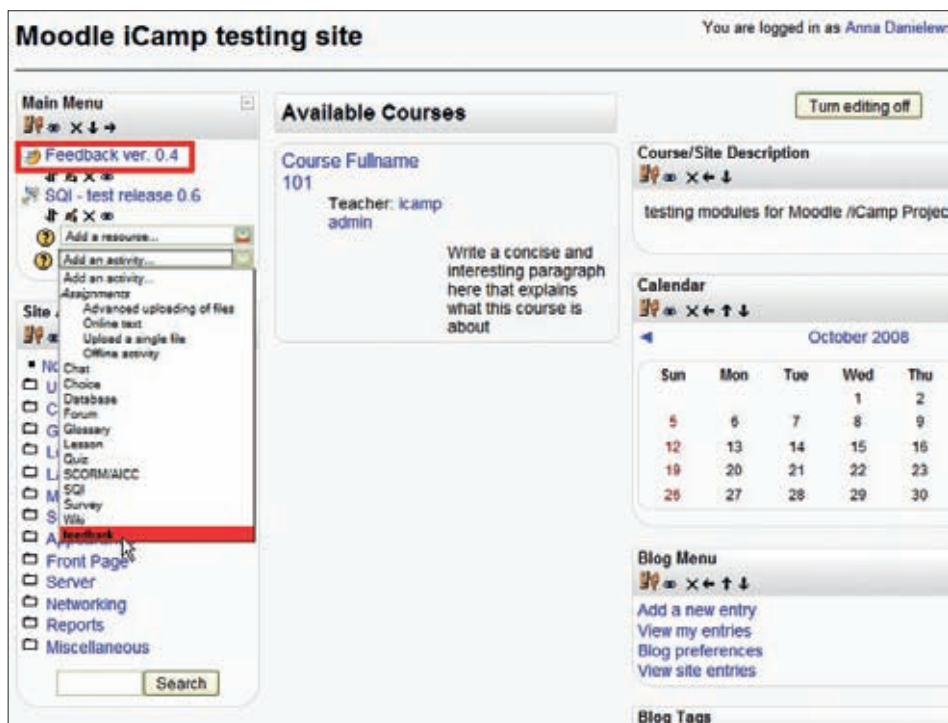 Moodle iCamp testing site
You are logged in as Anna Danielew
Main Menu
Feedback ver. 0.4
SQI - test release 0.6
Add a resource...
Add an activity...
Add an activity...
Assignments
Advanced uploading of files
Online text
Upload a single file
Offline activity
Chat
Choice
Database
Forum
Glossary
Lesson
Quiz
SCORM/AICC
SQI
Survey
Wiki
feedback
Site
Front Page
Server
Networking
Reports
Miscellaneous
Search
Available Courses
Course Fullname
101
Teacher: icamp
admin
Write a concise and
interesting paragraph
here that explains
what this course is
about
Turn editing off
Course/Site Description
testing modules for Moodle /iCamp Projec
Calendar
October 2008
Sun Mon Tue Wed Thu
1 2
5 6 7 8 9
12 13 14 15 16
19 20 21 22 23
26 27 28 29 30
Blog Menu
Add a new entry
View my entries
Blog preferences
View site entries
Blog Tags